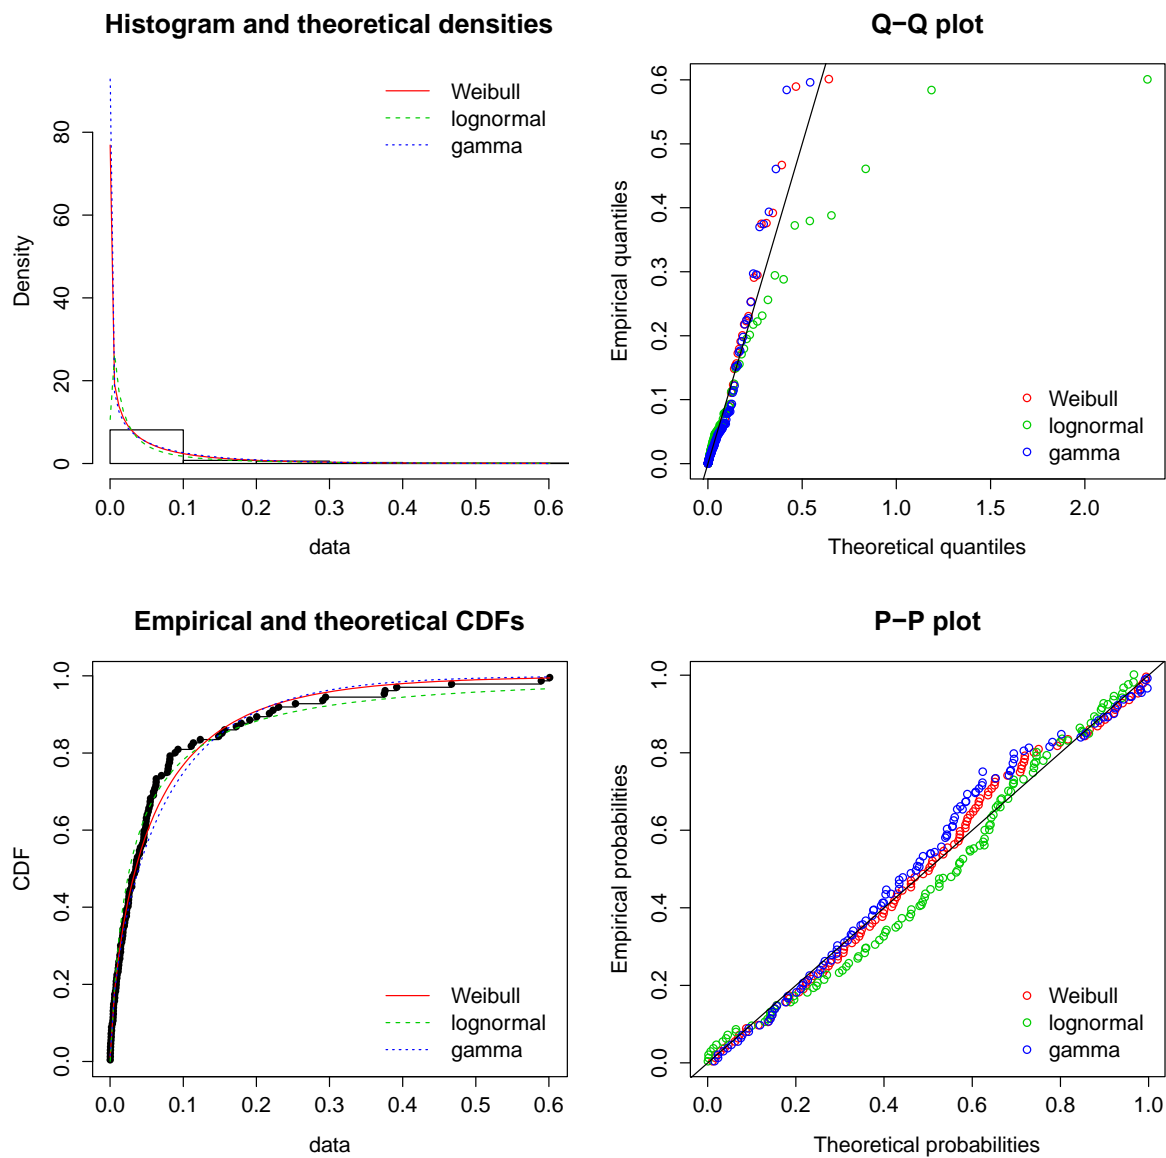 Histogram and theoretical densities
Density
0 20 40 60 80
0.0 0.1 0.2 0.3 0.4 0.5 0.6
data
Weibull
lognormal
gamma
Q−Q plot
Empirical quantiles
0.0 0.1 0.2 0.3 0.4 0.5 0.6
0.0 0.5 1.0 1.5 2.0
Theoretical quantiles
Weibull
lognormal
gamma
Empirical and theoretical CDFs
CDF
0.0 0.2 0.4 0.6 0.8 1.0
0.0 0.1 0.2 0.3 0.4 0.5 0.6
data
Weibull
lognormal
gamma
P−P plot
Empirical probabilities
0.0 0.2 0.4 0.6 0.8 1.0
0.0 0.2 0.4 0.6 0.8 1.0
Theoretical probabilities
Weibull
lognormal
gamma